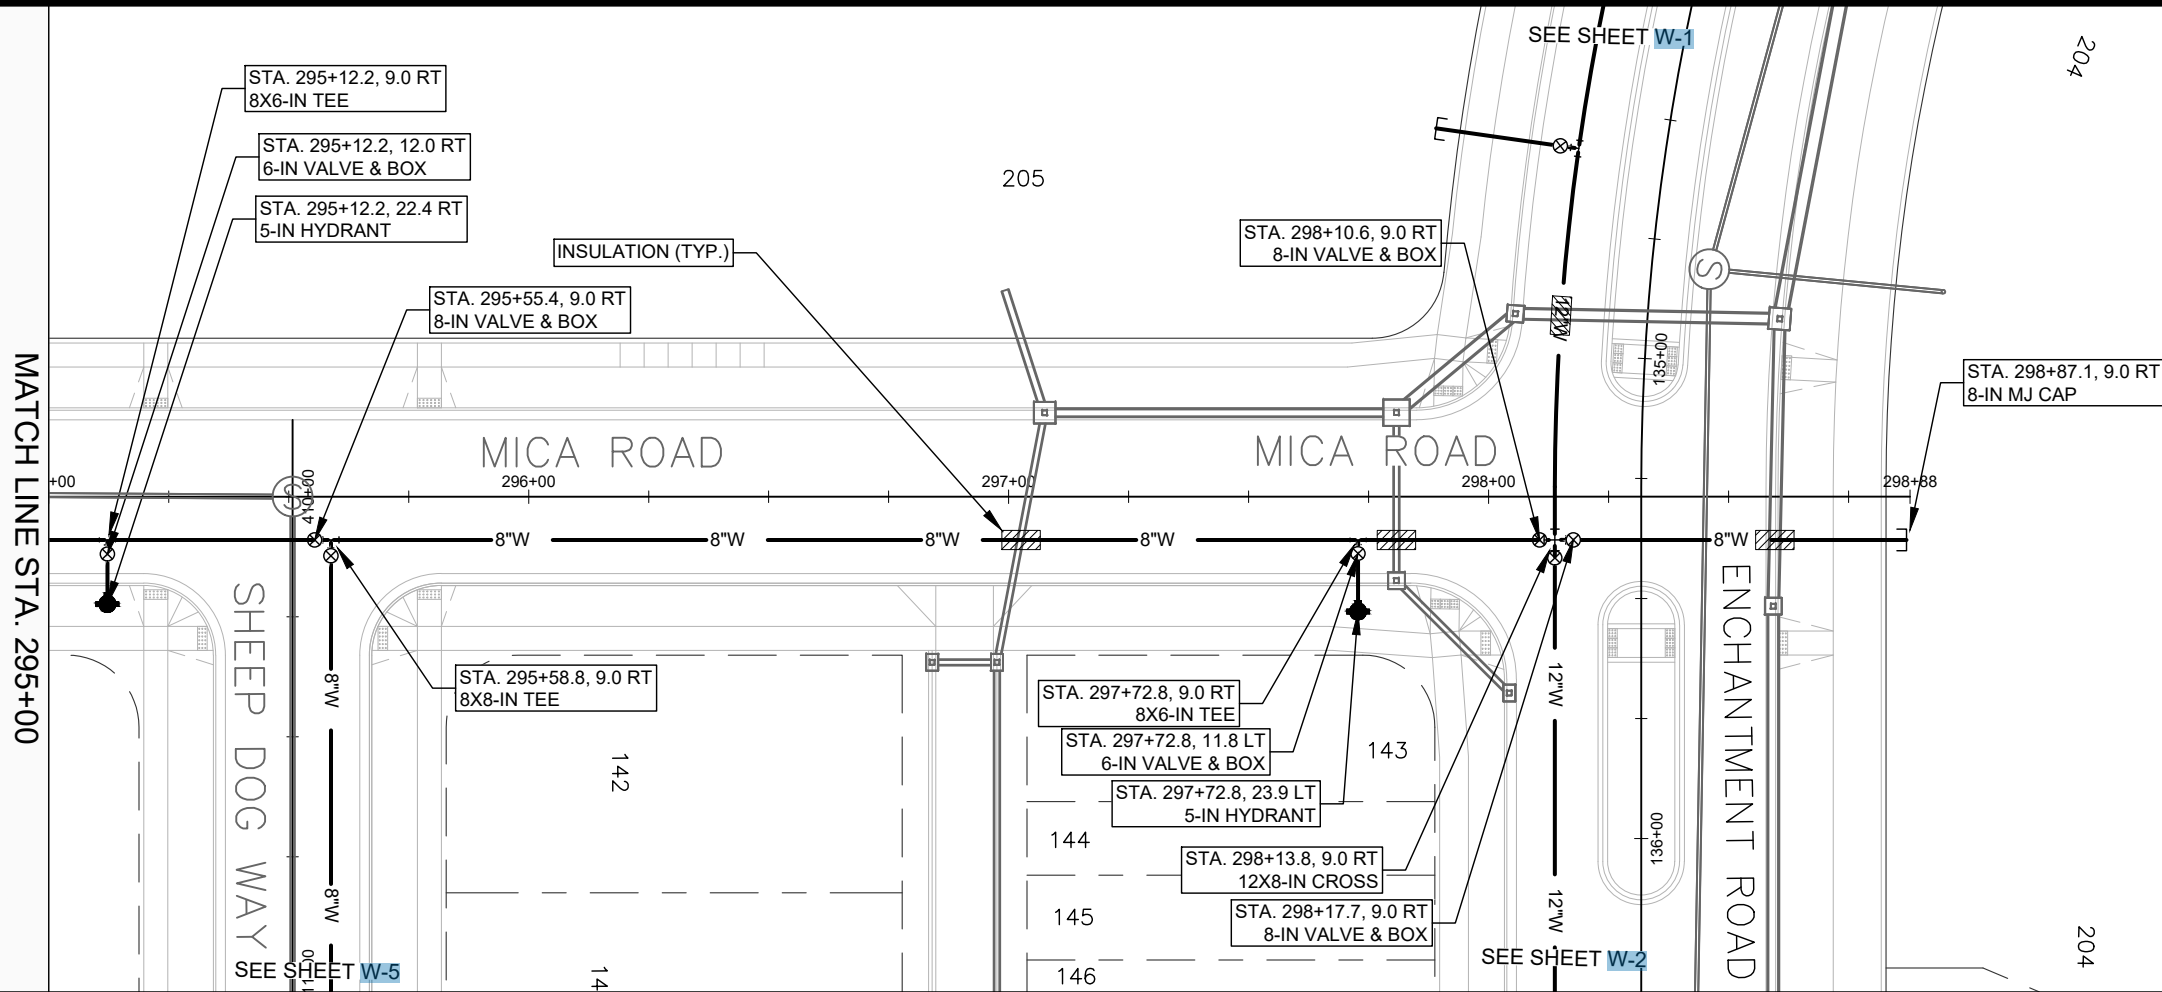 SEE SHEET W-1
204
STA. 295+12.2, 9.0 RT
8X6-IN TEE
STA. 295+12.2, 12.0 RT
6-IN VALVE & BOX
STA. 295+12.2, 22.4 RT
5-IN HYDRANT
205
INSULATION (TYP.)
STA. 298+10.6, 9.0 RT
8-IN VALVE & BOX
STA. 295+55.4, 9.0 RT
8-IN VALVE & BOX
S
12"W
135+00
STA. 298+87.1, 9.0 RT
8-IN MJ CAP
MATCH LINE STA. 295+00
MICA ROAD
MICA ROAD
+00
S
410+00
296+00
297+00
298+00
298+88
8"W
8"W
8"W
8"W
8"W
SHEEP DOG WAY
ENCHANTMENT ROAD
8"W
12"W
STA. 295+58.8, 9.0 RT
8X8-IN TEE
STA. 297+72.8, 9.0 RT
8X6-IN TEE
STA. 297+72.8, 11.8 LT
6-IN VALVE & BOX
STA. 297+72.8, 23.9 LT
5-IN HYDRANT
142
143
144
136+00
STA. 298+13.8, 9.0 RT
12X8-IN CROSS
8"W
12"W
145
STA. 298+17.7, 9.0 RT
8-IN VALVE & BOX
204
SEE SHEET W-2
SEE SHEET W-5
14
146